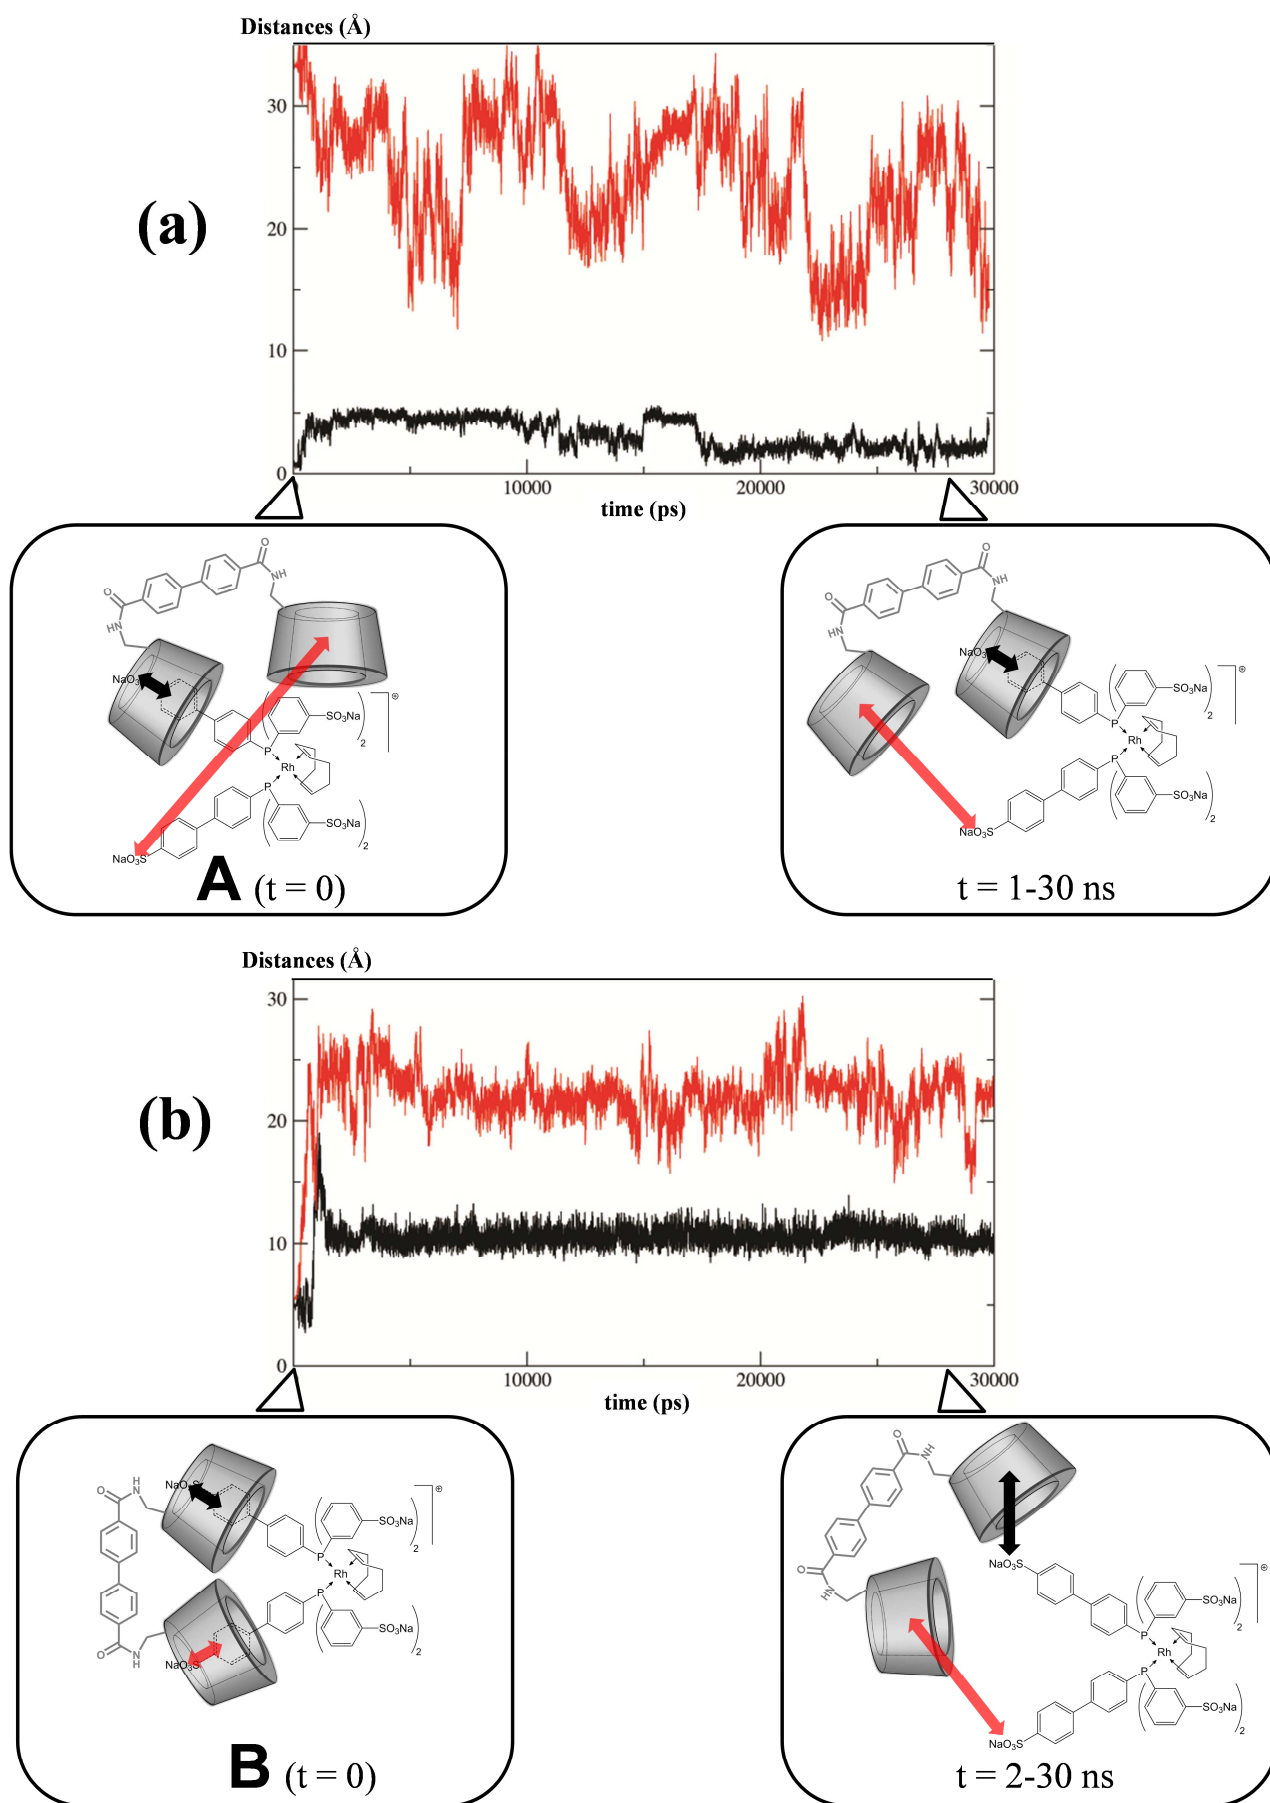 Distances (Å)
30
(a)
20
10
0
10000
20000
30000
time (ps)
O
NH
O
HN
NaO₃S
SO₃Na
2
⊕
P
Rh
P
SO₃Na
2
NaO₃S
A (t = 0)
O
NH
O
HN
NaO₃S
SO₃Na
2
⊕
P
Rh
P
SO₃Na
2
NaO₃S
t = 1-30 ns
Distances (Å)
30
(b)
20
10
0
10000
20000
30000
time (ps)
O
H
N
NaO₃S
SO₃Na
2
⊕
P
Rh
P
SO₃Na
2
O
N
H
NaO₃S
B (t = 0)
O
NH
O
HN
NaO₃S
SO₃Na
2
⊕
P
Rh
P
SO₃Na
2
NaO₃S
t = 2-30 ns